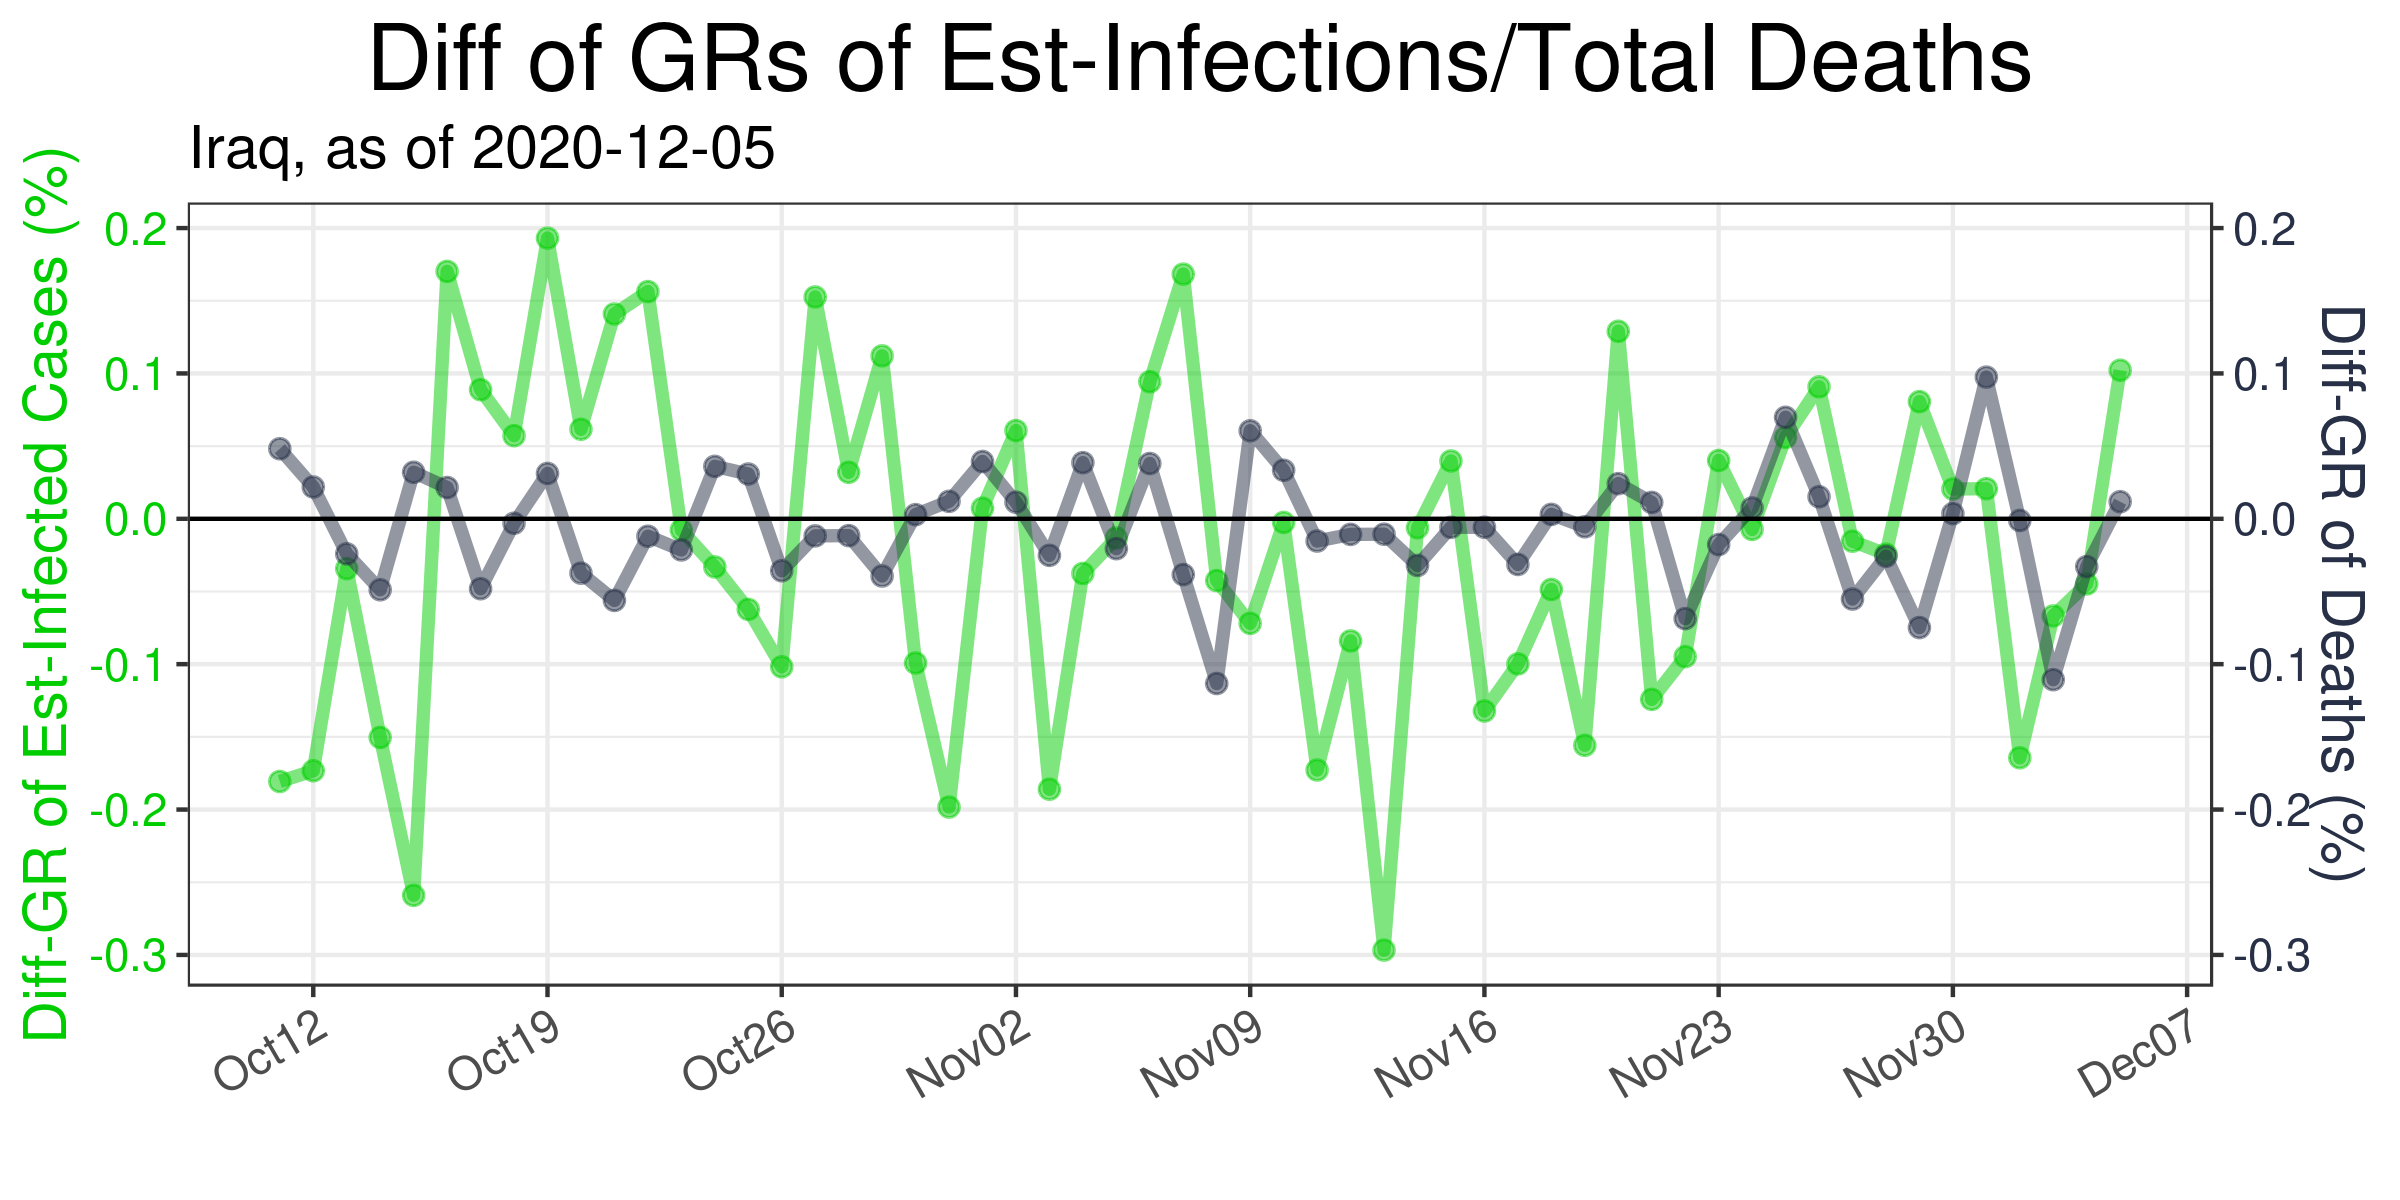 Diff of GRs of Est-Infections/Total Deaths
Iraq, as of 2020-12-05
Diff-GR of Est-Infected Cases (%)
0.2
0.1
0.0
-0.1
-0.2
-0.3
0.2
0.1
0.0
-0.1
-0.2
-0.3
Diff-GR of Deaths (%)
Oct12
Oct19
Oct26
Nov02
Nov09
Nov16
Nov23
Nov30
Dec07